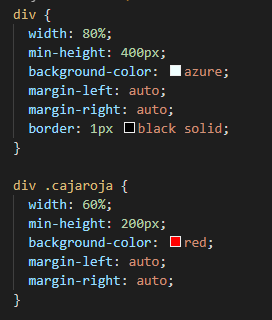 div {
width: 80%;
min-height: 400px;
background-color: azure;
margin-left: auto;
margin-right: auto;
border: 1px black solid;
}
div .cajaroja {
width: 60%;
min-height: 200px;
background-color: red;
margin-left: auto;
margin-right: auto;
}